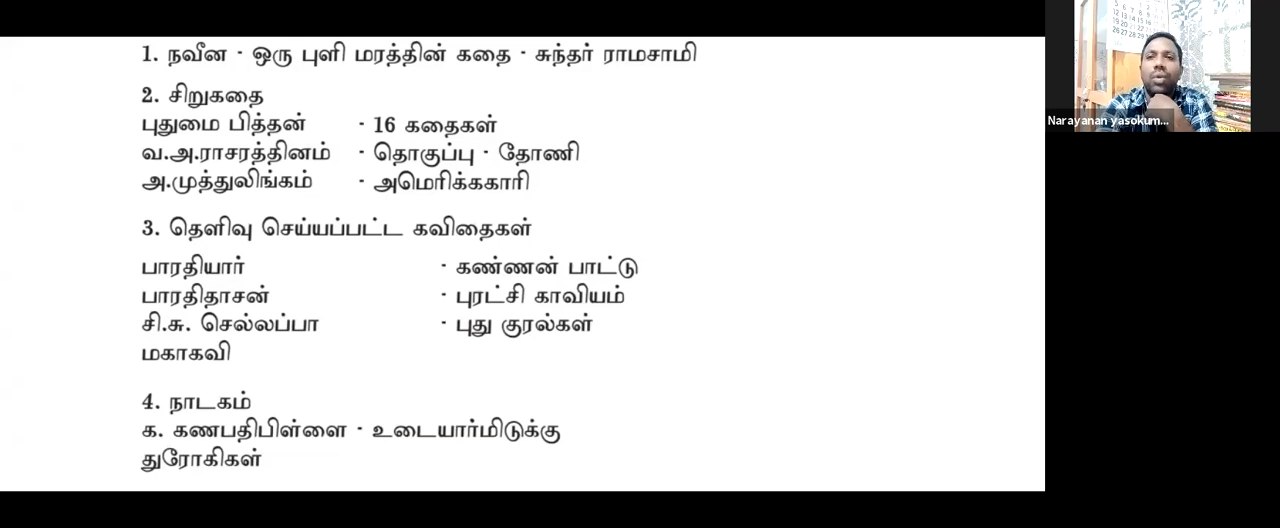 1. நவீன - ஒரு புளி மரத்தின் கதை - சுந்தர் ராமசாமி
2. சிறுகதை
புதுமை பித்தன் - 16 கதைகள்
வ.அ.ராசரத்தினம் - தொகுப்பு - தோணி
அ.முத்துலிங்கம் - அமெரிக்ககாரி
3. தெளிவு செய்யப்பட்ட கவிதைகள்
பாரதியார் - கண்ணன் பாட்டு
பாரதிதாசன் - புரட்சி காவியம்
சி.சு. செல்லப்பா - புது குரல்கள்
மகாகவி
4. நாடகம்
க. கணபதிபிள்ளை - உடையார்மிடுக்கு
துரோகிகள்
Narayanan yasokum...